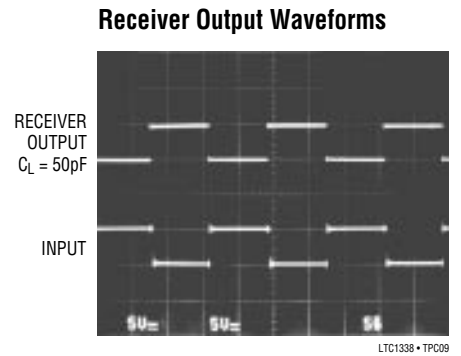 Receiver Output Waveforms
RECEIVER
OUTPUT
CL = 50pF
INPUT
5V= 5V=
LTC1338 • TPC09